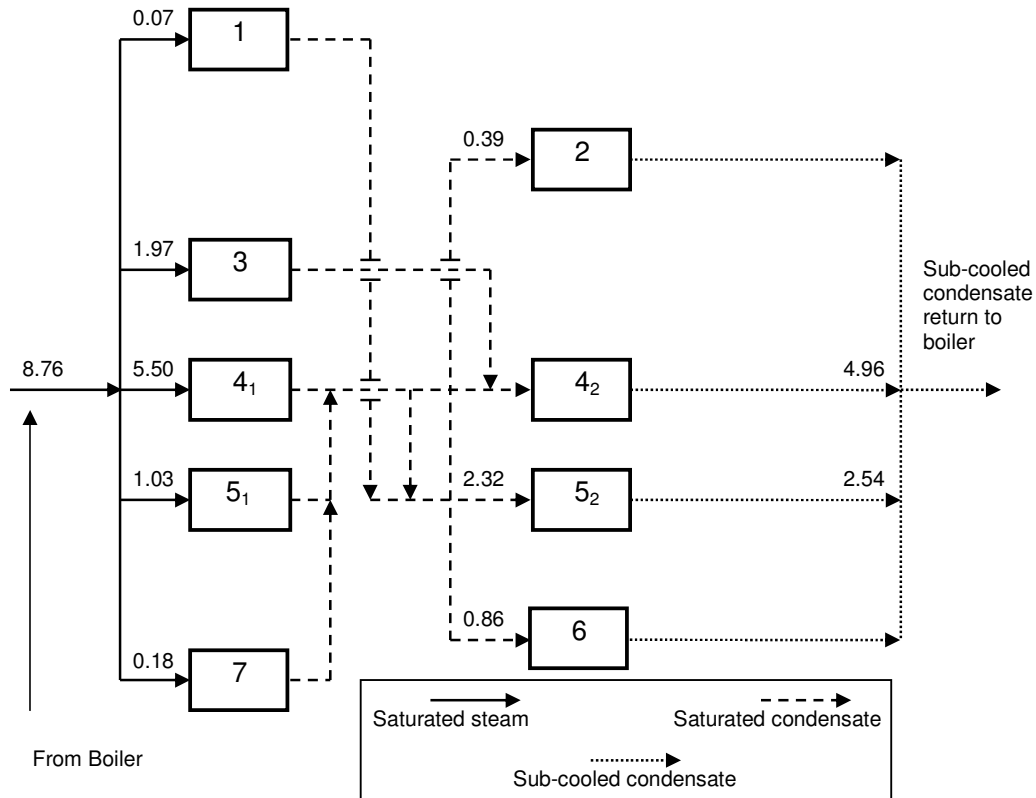 0.07
1
0.39
2
1.97
3
Sub-cooled
condensate
return to
boiler
8.76
5.50
4₁
4₂
4.96
1.03
5₁
2.32
5₂
2.54
0.86
6
0.18
7
Saturated steam
Saturated condensate
From Boiler
Sub-cooled condensate